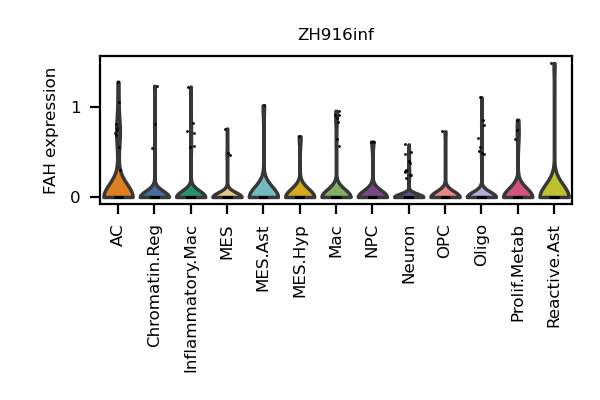 ZH916inf
FAH expression
1
0
AC
Chromatin.Reg
Inflammatory.Mac
MES
MES.Ast
MES.Hyp
Mac
NPC
Neuron
OPC
Oligo
Prolif.Metab
Reactive.Ast